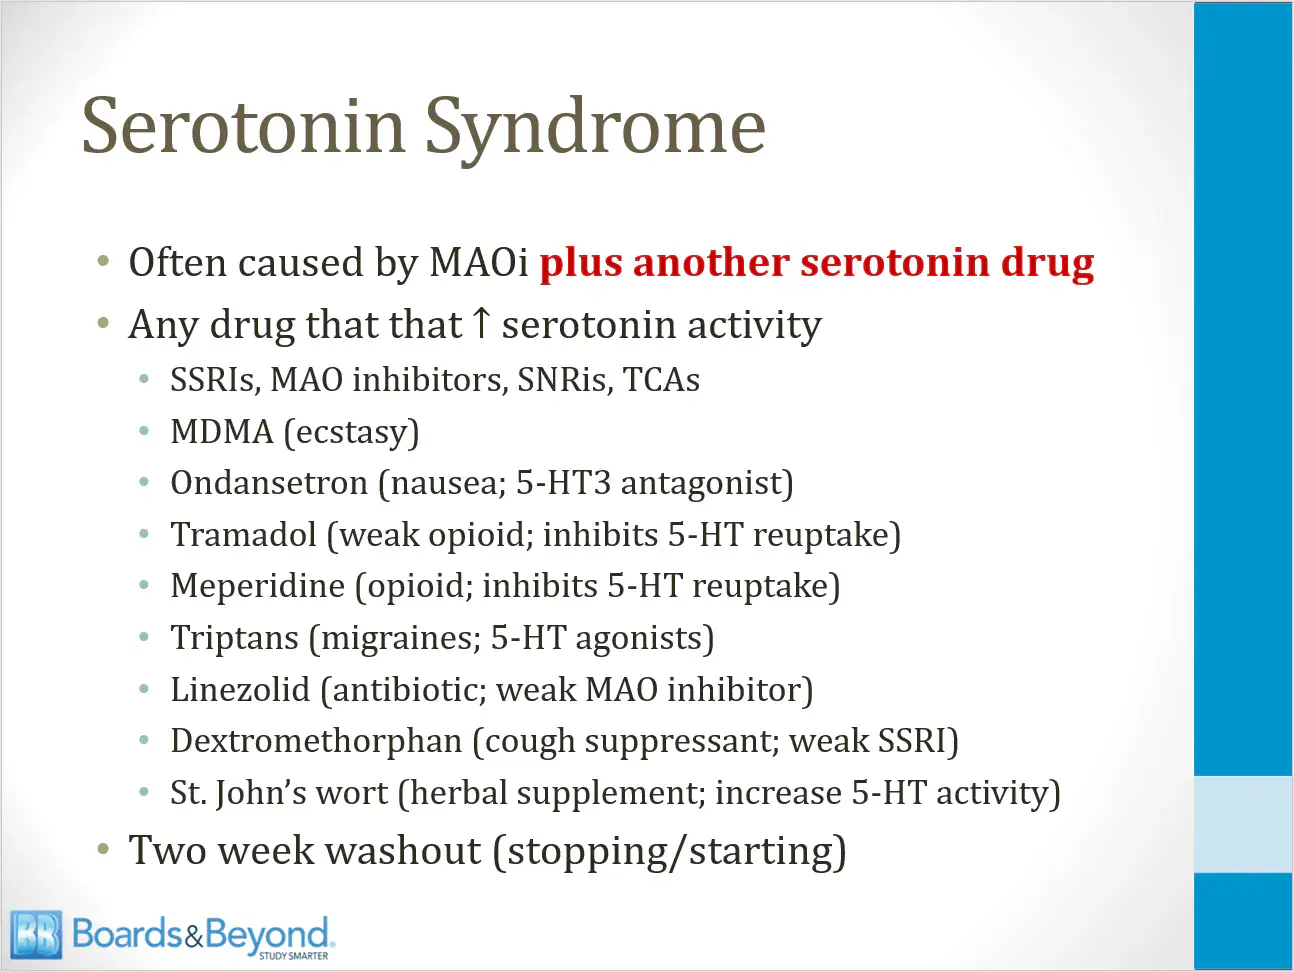 Serotonin Syndrome
• Often caused by MAOi plus another serotonin drug
• Any drug that that ↑ serotonin activity
• SSRIs, MAO inhibitors, SNRis, TCAs
• MDMA (ecstasy)
• Ondansetron (nausea; 5-HT3 antagonist)
• Tramadol (weak opioid; inhibits 5-HT reuptake)
• Meperidine (opioid; inhibits 5-HT reuptake)
• Triptans (migraines; 5-HT agonists)
• Linezolid (antibiotic; weak MAO inhibitor)
• Dextromethorphan (cough suppressant; weak SSRI)
• St. John’s wort (herbal supplement; increase 5-HT activity)
• Two week washout (stopping/starting)
BB Boards&Beyond.®
STUDY SMARTER